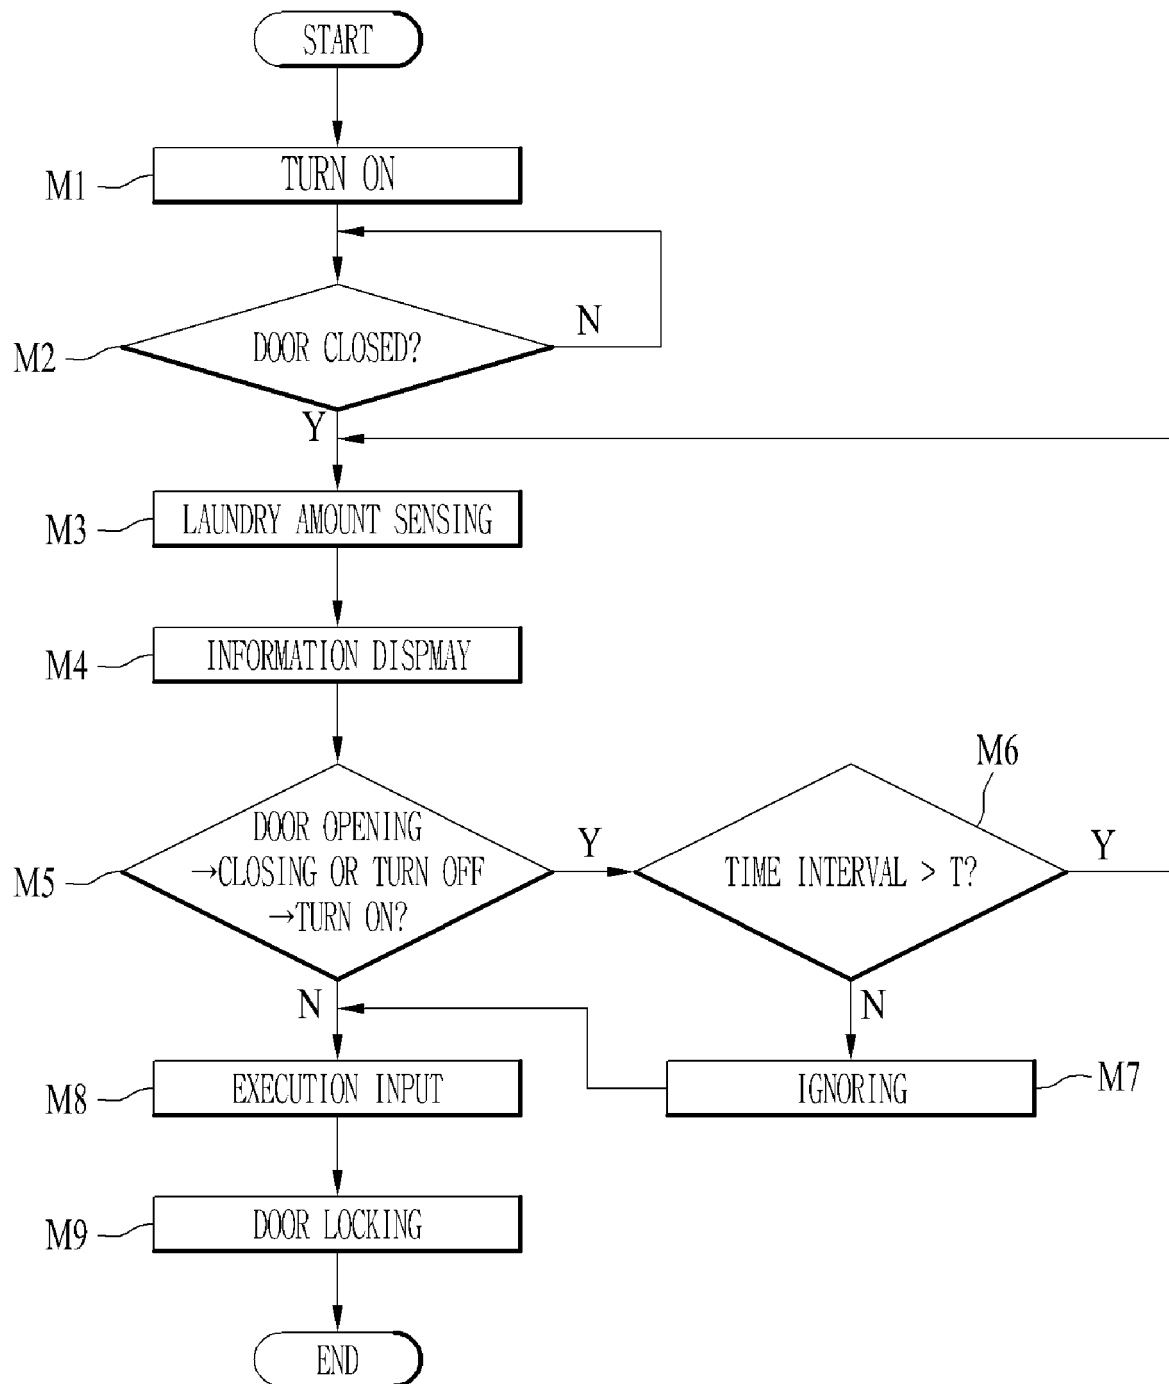 START
M1
TURN ON
M2
DOOR CLOSED?
N
Y
M3
LAUNDRY AMOUNT SENSING
M4
INFORMATION DISPMAY
M5
DOOR OPENING
→CLOSING OR TURN OFF
→TURN ON?
Y
M6
TIME INTERVAL > T?
Y
N
N
M8
EXECUTION INPUT
IGNORING
M7
M9
DOOR LOCKING
END